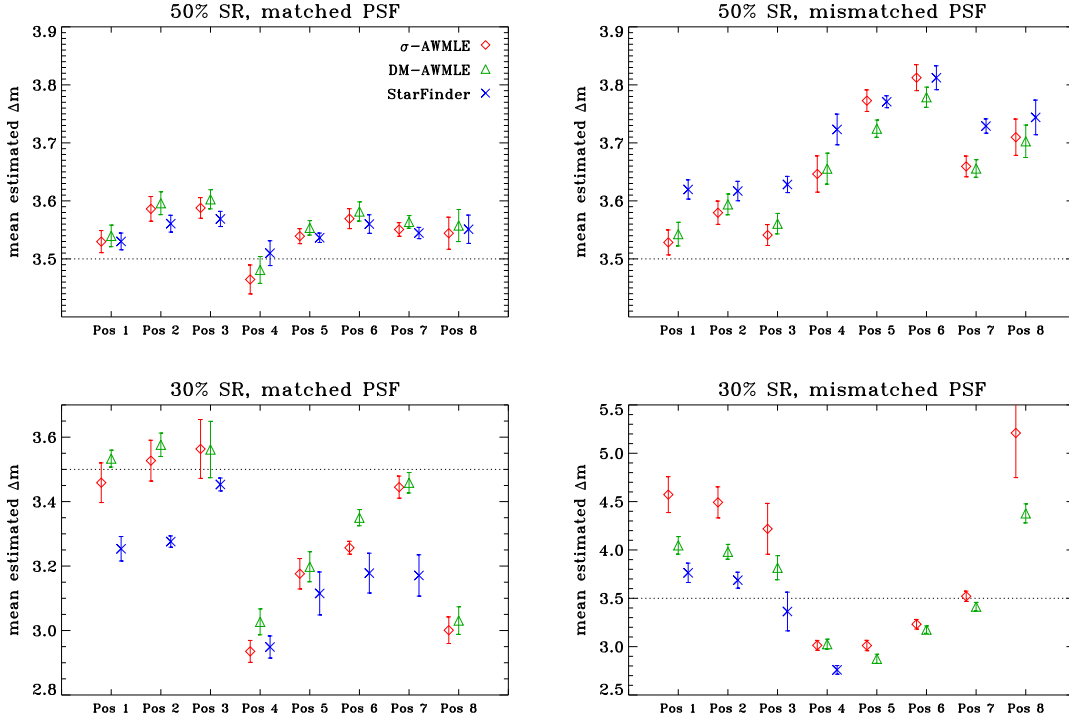 50% SR, matched PSF
3.9
3.8
3.7
3.6
3.5
mean estimated Δm
σ-AWMLE
DM-AWMLE
StarFinder
Pos 1 Pos 2 Pos 3 Pos 4 Pos 5 Pos 6 Pos 7 Pos 8
50% SR, mismatched PSF
3.9
3.8
3.7
3.6
3.5
mean estimated Δm
Pos 1 Pos 2 Pos 3 Pos 4 Pos 5 Pos 6 Pos 7 Pos 8
30% SR, matched PSF
3.6
3.4
3.2
3.0
2.8
mean estimated Δm
Pos 1 Pos 2 Pos 3 Pos 4 Pos 5 Pos 6 Pos 7 Pos 8
30% SR, mismatched PSF
5.5
5.0
4.5
4.0
3.5
3.0
2.5
mean estimated Δm
Pos 1 Pos 2 Pos 3 Pos 4 Pos 5 Pos 6 Pos 7 Pos 8